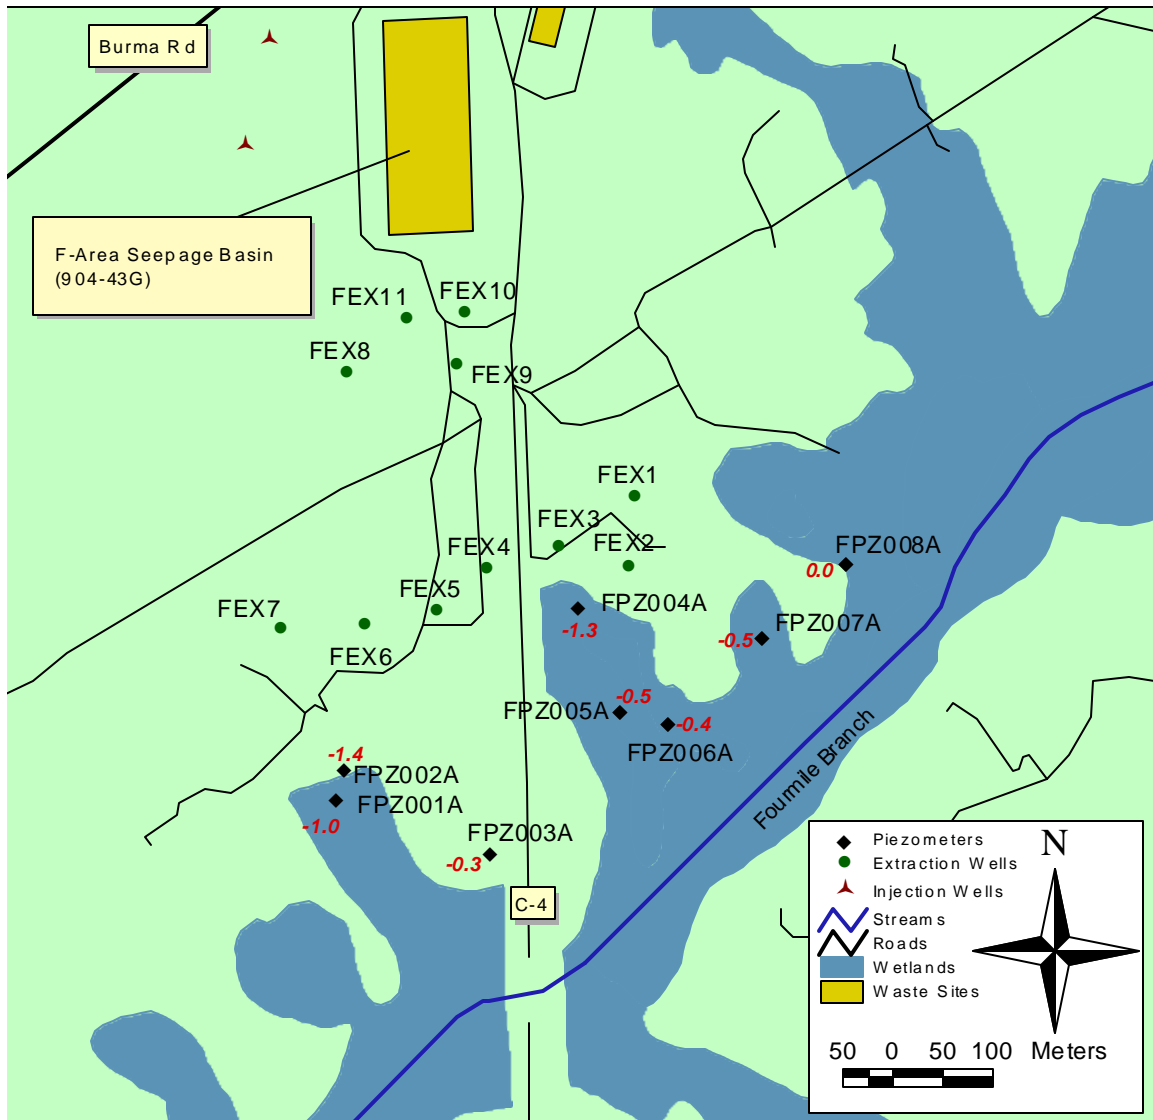 Burma Rd
F-Area Seepage Basin
(904-43G)
FEX10
FEX11
FEX8
FEX9
FEX1
FEX3
FEX2
FEX4
FPZ008A
0.0
FEX5
FEX7
FPZ004A
-1.3
FPZ007A
-0.5
FEX6
-0.5
FPZ005A
-0.4
FPZ006A
-1.4
FPZ002A
FPZ001A
-1.0
FPZ003A
-0.3
Fourmile Branch
C-4
Piezometers
Extraction Wells
Injection Wells
Streams
Roads
Wetlands
Waste Sites
N
50 0 50 100 Meters